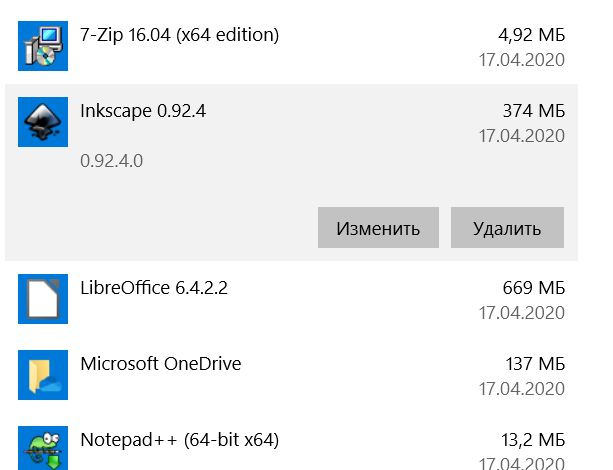 7-Zip 16.04 (x64 edition) 4,92 МБ
17.04.2020
Inkscape 0.92.4 374 МБ
17.04.2020
0.92.4.0
Изменить Удалить
LibreOffice 6.4.2.2 669 МБ
17.04.2020
Microsoft OneDrive 137 МБ
17.04.2020
Notepad++ (64-bit x64) 13,2 МБ
17.04.2020